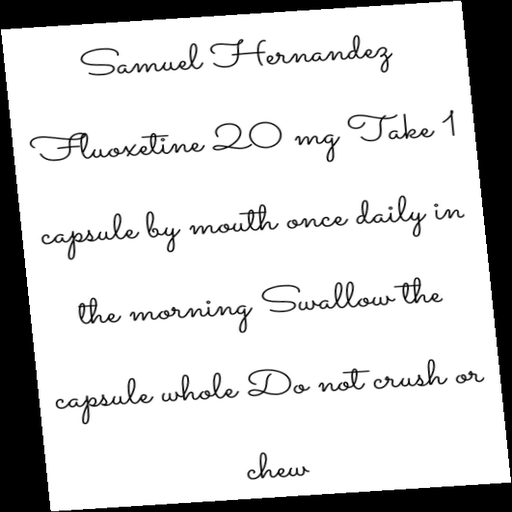 Samuel Hernandez
Fluoxetine 20 mg Take 1
capsule by mouth once daily in
the morning Swallow the
capsule whole Do not crush or
chew